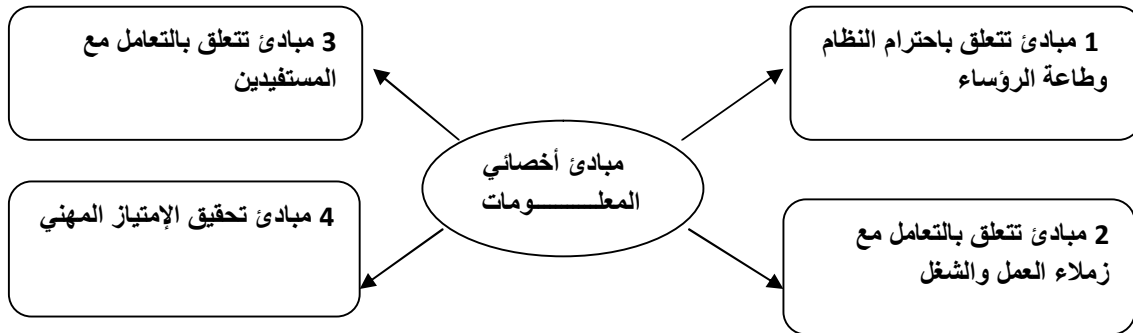 1 مبادئ تتعلق باحترام النظام
وطاعة الرؤساء
2 مبادئ تتعلق بالتعامل مع
زملاء العمل والشغل
3 مبادئ تتعلق بالتعامل مع
المستفيدين
4 مبادئ تحقيق الإمتياز المهني
مبادئ أخصائي
المعلـــــــــومات